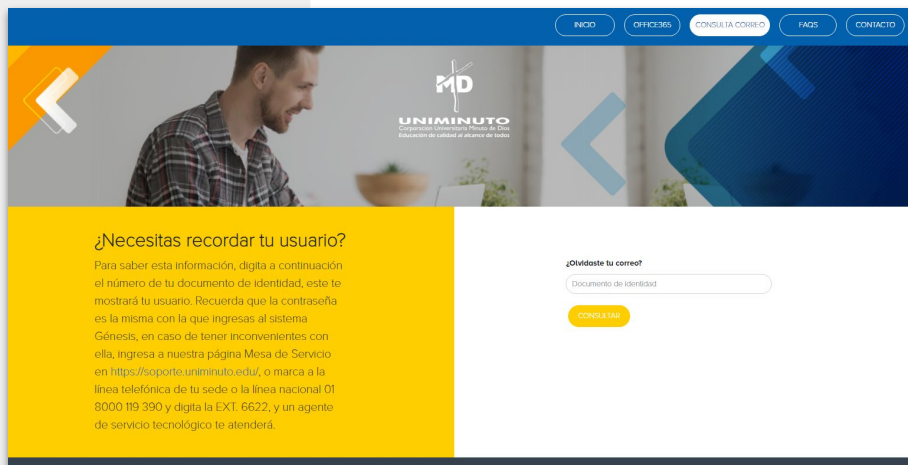 INICIO
OFFICE365
CONSULTA CORREO
FAQS
CONTACTO
MD
UNIMINUTO
Corporación Universitaria Minuto de Dios
Educación de calidad al alcance de todos
¿Necesitas recordar tu usuario?
Para saber esta información, digita a continuación
el número de tu documento de identidad, este te
mostrará tu usuario. Recuerda que la contraseña
es la misma con la que ingresas al sistema
Génesis, en caso de tener inconvenientes con
ella, ingresa a nuestra página Mesa de Servicio
en https://soporte.uniminuto.edu/, o marca a la
línea telefónica de tu sede o la línea nacional 01
8000 119 390 y digita la EXT. 6622, y un agente
de servicio tecnológico te atenderá.
¿Olvidaste tu correo?
Documento de identidad
CONSULTAR